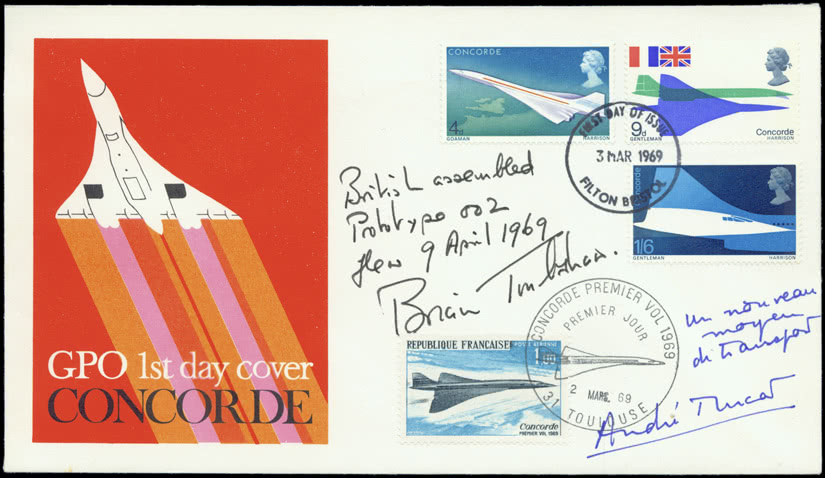 GPO 1st day cover
CONCORDE
CONCORDE
4d
GOAMAN HARRISON
9d
Concorde
GENTLEMAN HARRISON
FIRST DAY OF ISSUE
3 MAR 1969
FILTON BRISTOL
Concorde
1/6
GENTLEMAN HARRISON
British assembled
Prototype 002
flew 9 April 1969
Brian Trubshaw.
CONCORDE PREMIER VOL 1969
PREMIER JOUR
2 MARS. 69
31 TOULOUSE
REPUBLIQUE FRANCAISE
POSTE AERIENNE
1,00
Concorde
PREMIER VOL 1969
un nouveau
moyen
de transport
André Turcat